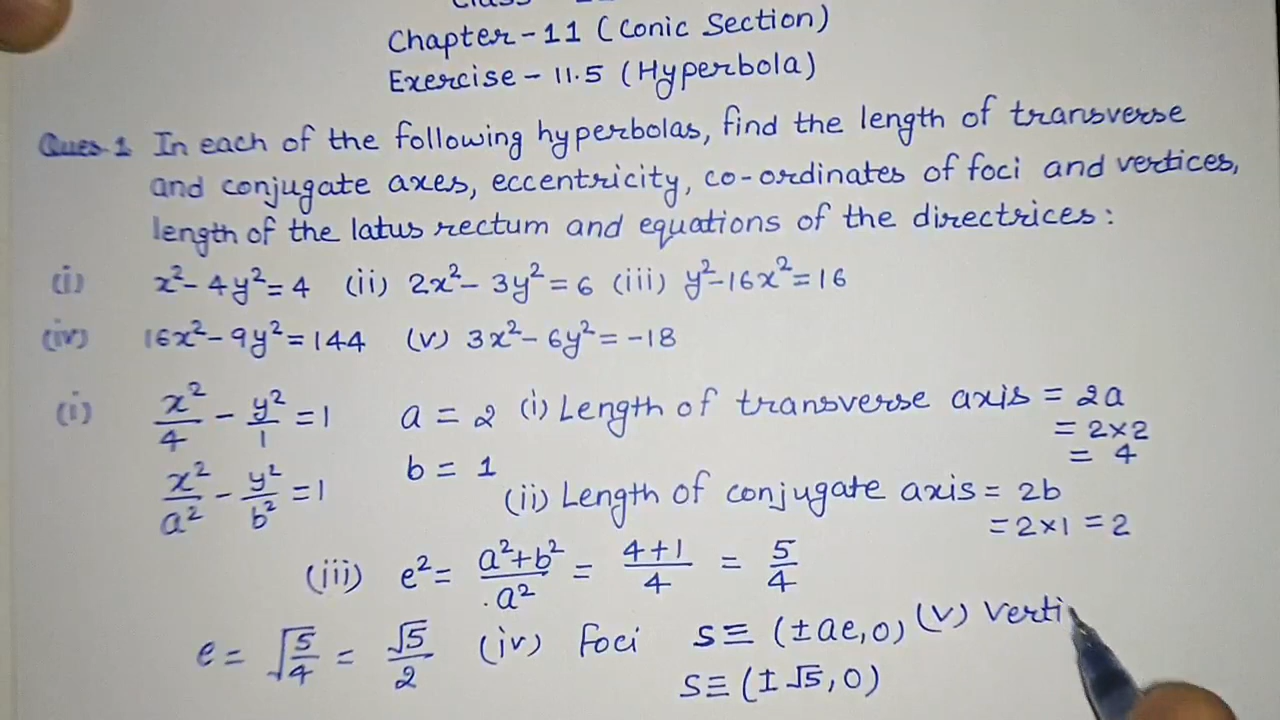 Chapter - 11 (Conic Section)
Exercise - 11.5 (Hyperbola)
Ques.1 In each of the following hyperbolas, find the length of transverse
and conjugate axes, eccentricity, co-ordinates of foci and vertices,
length of the latus rectum and equations of the directrices:
(i) x² - 4y² = 4 (ii) 2x² - 3y² = 6 (iii) y² - 16x² = 16
(iv) 16x² - 9y² = 144 (v) 3x² - 6y² = -18
(i) x²/4 - y²/1 = 1 a = 2 (i) Length of transverse axis = 2a
= 2×2
= 4
x²/a² - y²/b² = 1 b = 1
(ii) Length of conjugate axis = 2b
= 2×1 = 2
(iii) e² = a²+b²/a² = 4+1/4 = 5/4
e = √5/4 = √5/2 (iv) Foci S ≡ (±ae, 0) (v) Verti
S ≡ (±√5, 0)